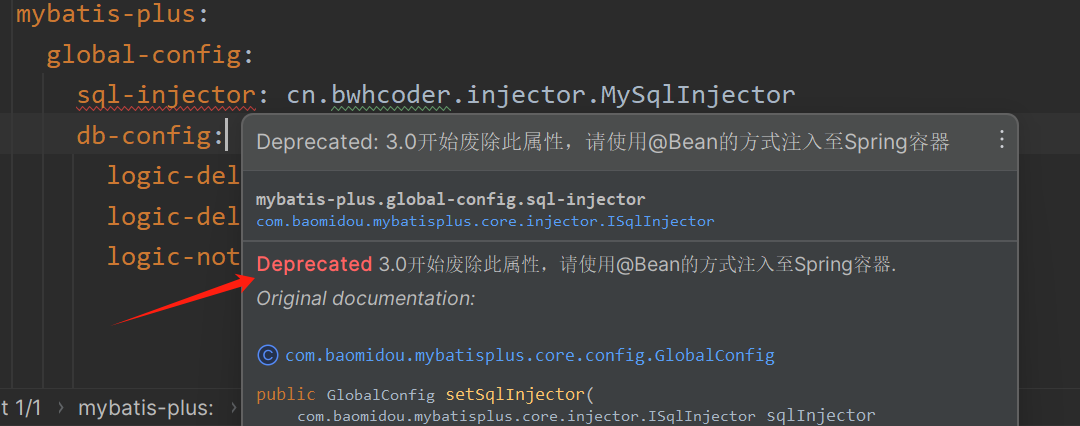 mybatis-plus:
global-config:
sql-injector: cn.bwhcoder.injector.MySqlInjector
db-config:
logic-del
logic-del
logic-not
Deprecated: 3.0开始废除此属性，请使用@Bean的方式注入至Spring容器
mybatis-plus.global-config.sql-injector
com.baomidou.mybatisplus.core.injector.ISqlInjector
Deprecated 3.0开始废除此属性，请使用@Bean的方式注入至Spring容器.
Original documentation:
C com.baomidou.mybatisplus.core.config.GlobalConfig
public GlobalConfig setSqlInjector(
com.baomidou.mybatisplus.core.injector.ISqlInjector sqlInjector
t 1/1 › mybatis-plus: ›